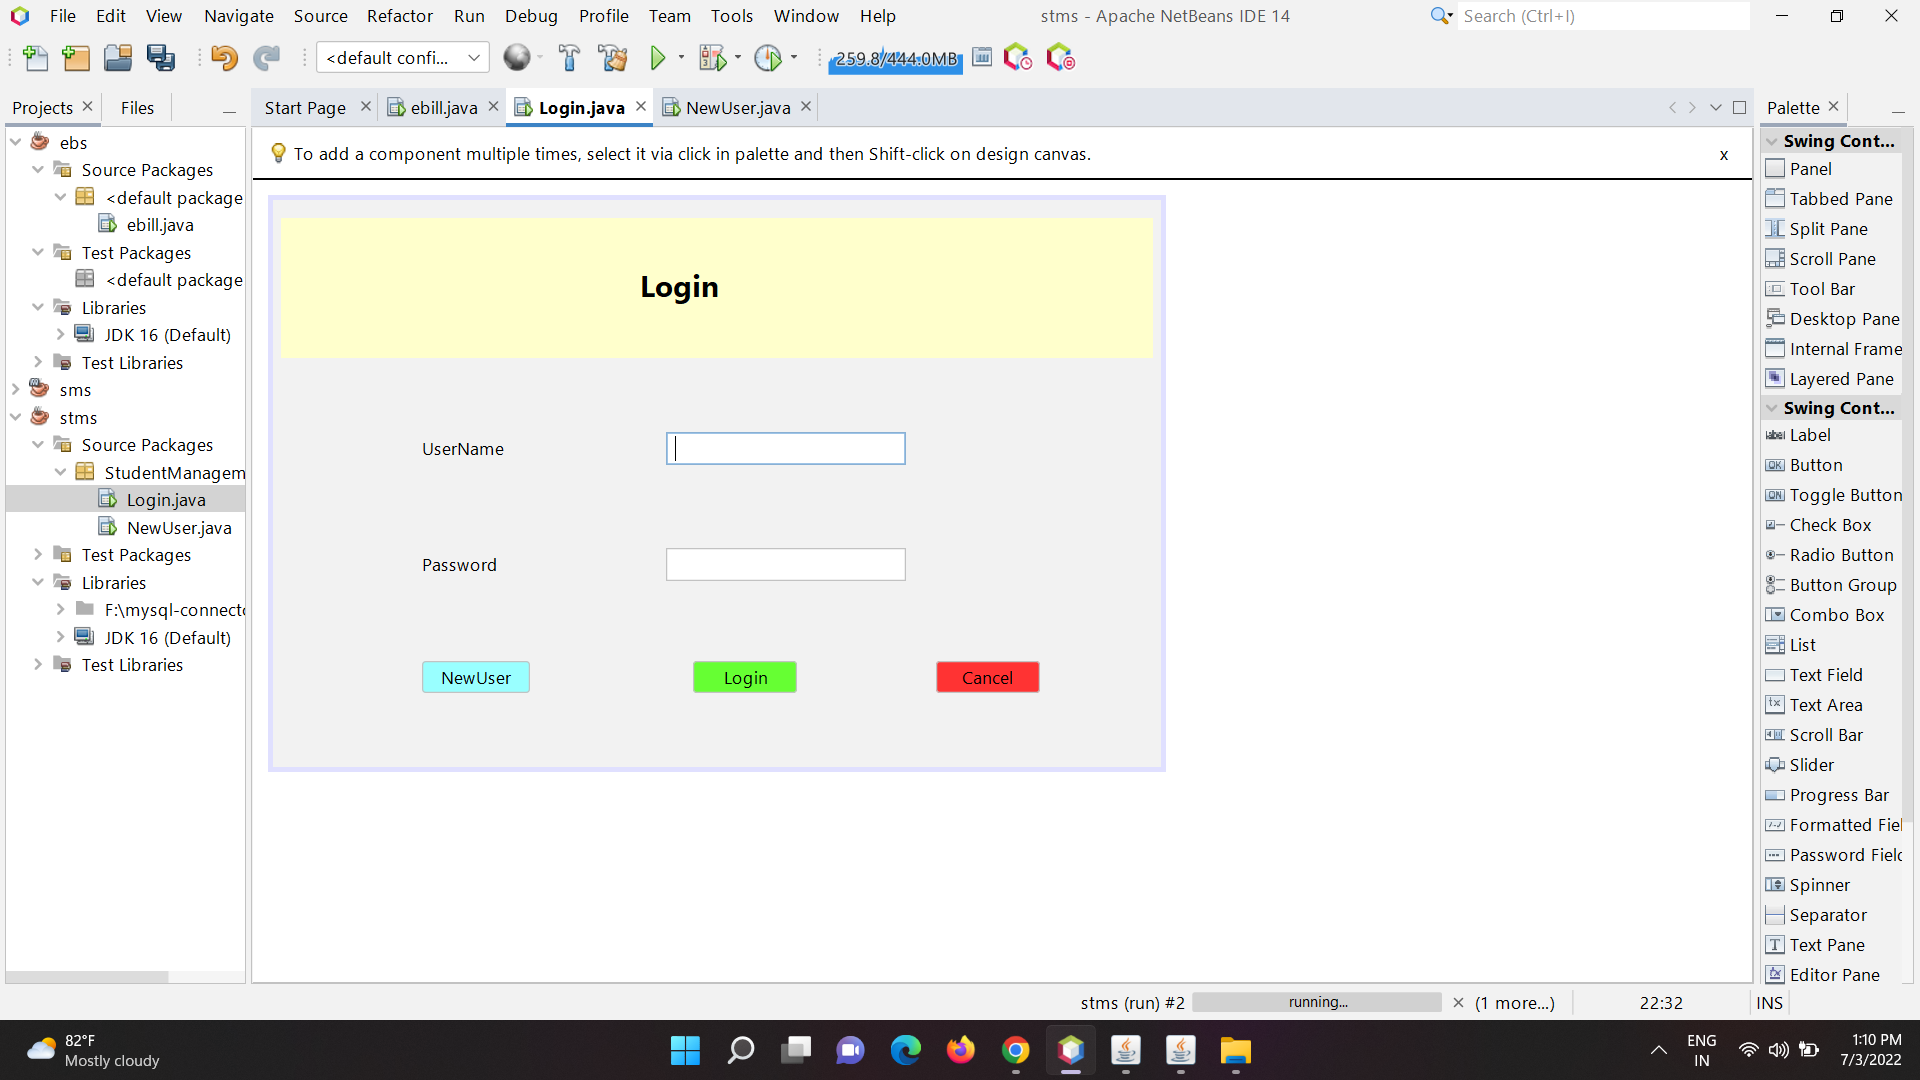 File Edit View Navigate Source Refactor Run Debug Profile Team Tools Window Help
stms - Apache NetBeans IDE 14
Search (Ctrl+I)
<default confi...
259.8/444.0MB
Projects
Files
Start Page
ebill.java
Login.java
NewUser.java
Palette
ebs
Source Packages
<default package
ebill.java
Test Packages
<default package
Libraries
JDK 16 (Default)
Test Libraries
sms
stms
Source Packages
StudentManagem
Login.java
NewUser.java
Test Packages
Libraries
F:\mysql-connecto
JDK 16 (Default)
Test Libraries
To add a component multiple times, select it via click in palette and then Shift-click on design canvas.
x
Login
UserName
Password
NewUser
Login
Cancel
Swing Cont...
Panel
Tabbed Pane
Split Pane
Scroll Pane
Tool Bar
Desktop Pane
Internal Frame
Layered Pane
Swing Cont...
Label
Button
Toggle Button
Check Box
Radio Button
Button Group
Combo Box
List
Text Field
Text Area
Scroll Bar
Slider
Progress Bar
Formatted Fiel
Password Field
Spinner
Separator
Text Pane
Editor Pane
stms (run) #2
running...
(1 more...)
22:32
INS
82°F
Mostly cloudy
ENG
IN
1:10 PM
7/3/2022